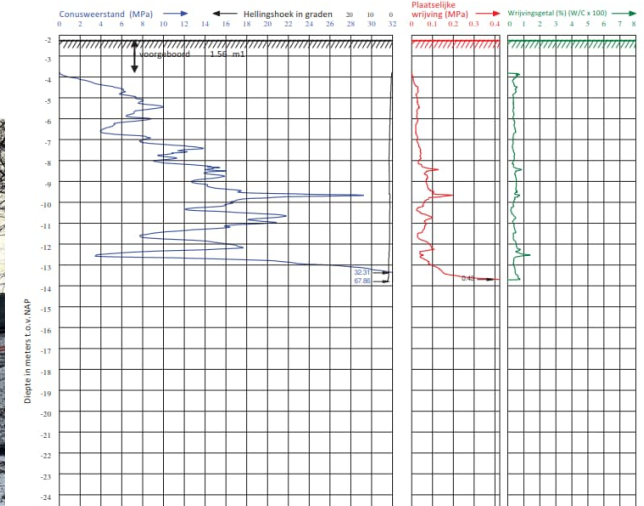 Conusweerstand (MPa) Hellingshoek in graden 20 10 0
0 2 4 6 8 10 12 14 16 18 20 22 24 26 28 30 32
Plaatselijke
wrijving (MPa)
0 0.1 0.2 0.3 0.4
Wrijvingsgetal (%) (W/C x 100)
0 1 2 3 4 5 6 7 8
-2
voorgeboord 1.56 m1
-3
-4
-5
-6
-7
-8
-9
-10
-11
-12
-13
32.31
67.86
0.48
-14
-15
-16
-17
-18
-19
-20
-21
-22
-23
-24
Diepte in meters t.o.v. NAP